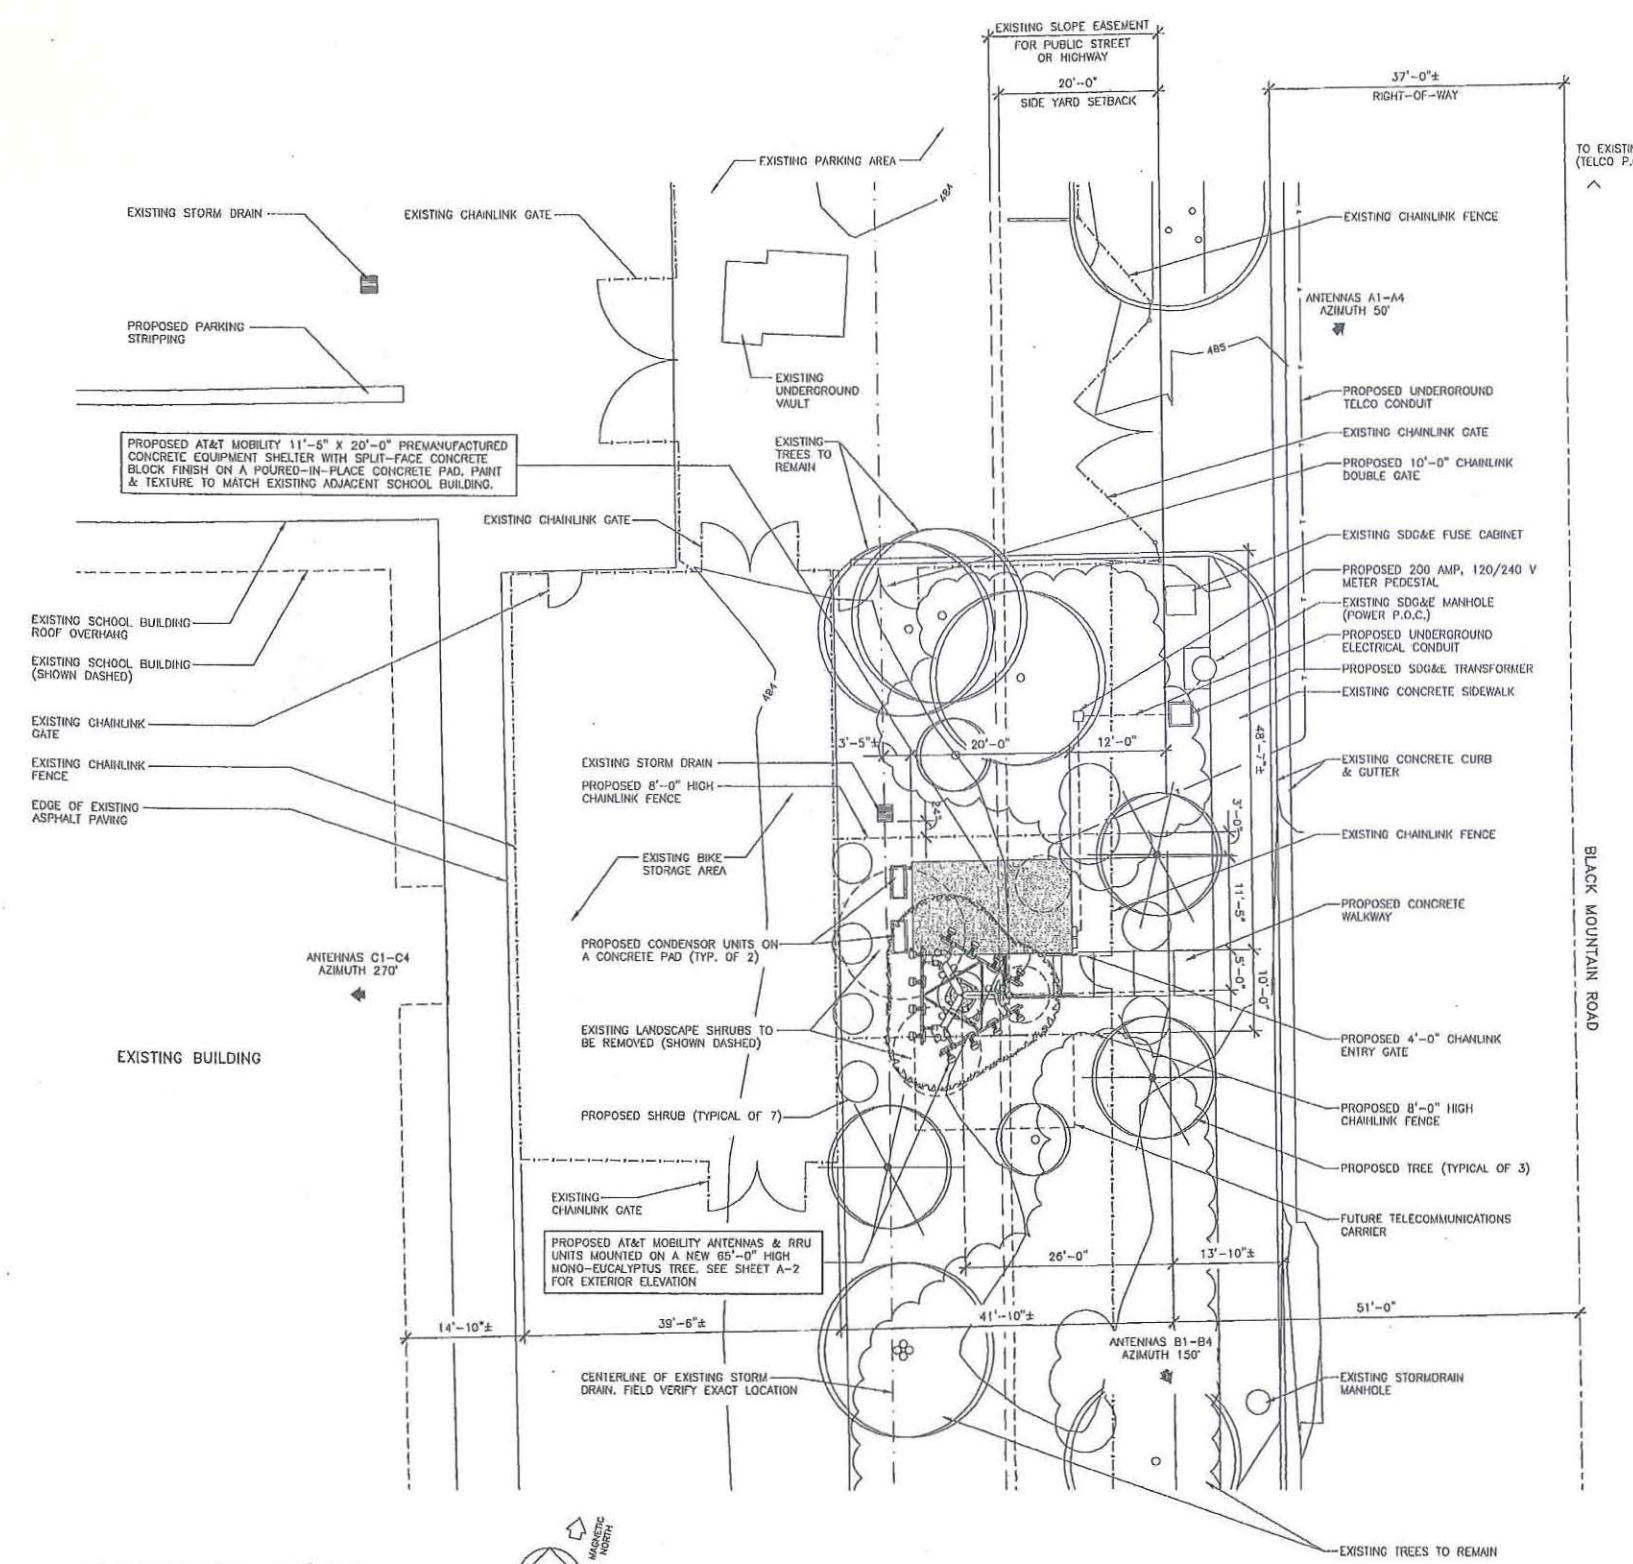 EXISTING SLOPE EASEMENT
FOR PUBLIC STREET
OR HIGHWAY
20'-0"
SIDE YARD SETBACK
37'-0"±
RIGHT-OF-WAY
TO EXISTIN
(TELCO P.
EXISTING PARKING AREA
484
EXISTING STORM DRAIN
EXISTING CHAINLINK GATE
EXISTING CHAINLINK FENCE
ANTENNAS A1-A4
AZIMUTH 50°
PROPOSED PARKING
STRIPPING
485
EXISTING
UNDERGROUND
VAULT
PROPOSED UNDERGROUND
TELCO CONDUIT
EXISTING CHAINLINK GATE
PROPOSED AT&T MOBILITY 11'-5" X 20'-0" PREMANUFACTURED
CONCRETE EQUIPMENT SHELTER WITH SPLIT-FACE CONCRETE
BLOCK FINISH ON A POURED-IN-PLACE CONCRETE PAD. PAINT
& TEXTURE TO MATCH EXISTING ADJACENT SCHOOL BUILDING.
EXISTING
TREES TO
REMAIN
PROPOSED 10'-0" CHAINLINK
DOUBLE GATE
EXISTING CHAINLINK GATE
EXISTING SDG&E FUSE CABINET
PROPOSED 200 AMP, 120/240 V
METER PEDESTAL
EXISTING SDG&E MANHOLE
(POWER P.O.C.)
PROPOSED UNDERGROUND
ELECTRICAL CONDUIT
PROPOSED SDG&E TRANSFORMER
EXISTING CONCRETE SIDEWALK
EXISTING SCHOOL BUILDING
ROOF OVERHANG
EXISTING SCHOOL BUILDING
(SHOWN DASHED)
484
EXISTING CHAINLINK
GATE
EXISTING CHAINLINK
FENCE
EDGE OF EXISTING
ASPHALT PAVING
3'-5"±
20'-0"
12'-0"
48'-7"±
EXISTING STORM DRAIN
PROPOSED 8'-0" HIGH
CHAINLINK FENCE
EXISTING CONCRETE CURB
& GUTTER
24"
3'-0"
EXISTING CHAINLINK FENCE
EXISTING BIKE
STORAGE AREA
11'-5"
BLACK MOUNTAIN ROAD
PROPOSED CONCRETE
WALKWAY
PROPOSED CONDENSOR UNITS ON
A CONCRETE PAD (TYP. OF 2)
ANTENNAS C1-C4
AZIMUTH 270°
5'-0"
10'-0"
EXISTING LANDSCAPE SHRUBS TO
BE REMOVED (SHOWN DASHED)
PROPOSED 4'-0" CHANLINK
ENTRY GATE
EXISTING BUILDING
PROPOSED SHRUB (TYPICAL OF 7)
PROPOSED 8'-0" HIGH
CHAINLINK FENCE
PROPOSED TREE (TYPICAL OF 3)
EXISTING
CHAINLINK GATE
FUTURE TELECOMMUNICATIONS
CARRIER
PROPOSED AT&T MOBILITY ANTENNAS & RRU
UNITS MOUNTED ON A NEW 65'-0" HIGH
MONO-EUCALYPTUS TREE. SEE SHEET A-2
FOR EXTERIOR ELEVATION
26'-0"
13'-10"±
14'-10"±
39'-6"±
41'-10"±
51'-0"
ANTENNAS B1-B4
AZIMUTH 150°
CENTERLINE OF EXISTING STORM
DRAIN. FIELD VERIFY EXACT LOCATION
EXISTING STORMDRAIN
MANHOLE
MAGNETIC
NORTH
EXISTING TREES TO REMAIN